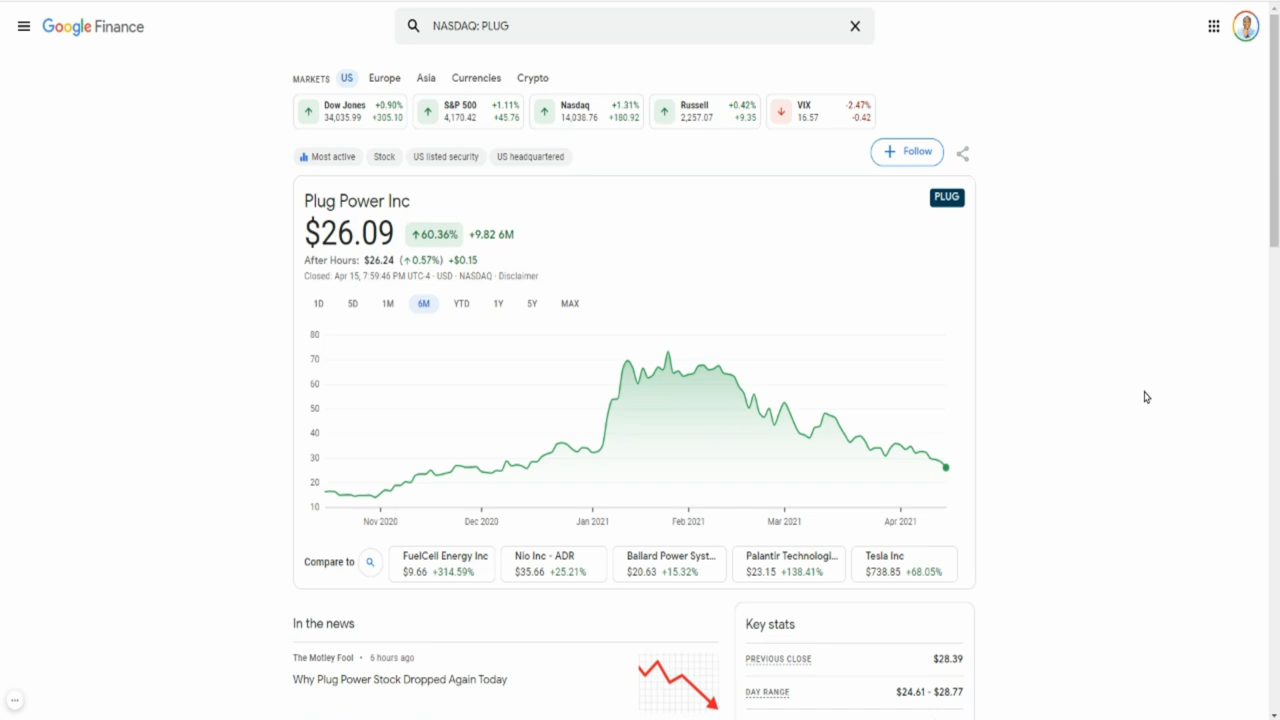 Google Finance
NASDAQ: PLUG
MARKETS US Europe Asia Currencies Crypto
Dow Jones +0.90%
34,035.99 +305.10
S&P 500 +1.11%
4,170.42 +45.76
Nasdaq +1.31%
14,038.76 +180.92
Russell +0.42%
2,257.07 +9.35
VIX -2.47%
16.57 -0.42
Most active Stock US listed security US headquartered
+ Follow
Plug Power Inc
PLUG
$26.09 ↑60.36% +9.82 6M
After Hours: $26.24 (↑0.57%) +$0.15
Closed: Apr 15, 7:59:46 PM UTC-4 · USD · NASDAQ · Disclaimer
1D 5D 1M 6M YTD 1Y 5Y MAX
80
70
60
50
40
30
20
10
Nov 2020 Dec 2020 Jan 2021 Feb 2021 Mar 2021 Apr 2021
Compare to
FuelCell Energy Inc
$9.66 +314.59%
Nio Inc - ADR
$35.66 +25.21%
Ballard Power Syst...
$20.63 +15.32%
Palantir Technologi...
$23.15 +138.41%
Tesla Inc
$738.85 +68.05%
In the news
The Motley Fool • 6 hours ago
Why Plug Power Stock Dropped Again Today
Key stats
PREVIOUS CLOSE $28.39
DAY RANGE $24.61 - $28.77